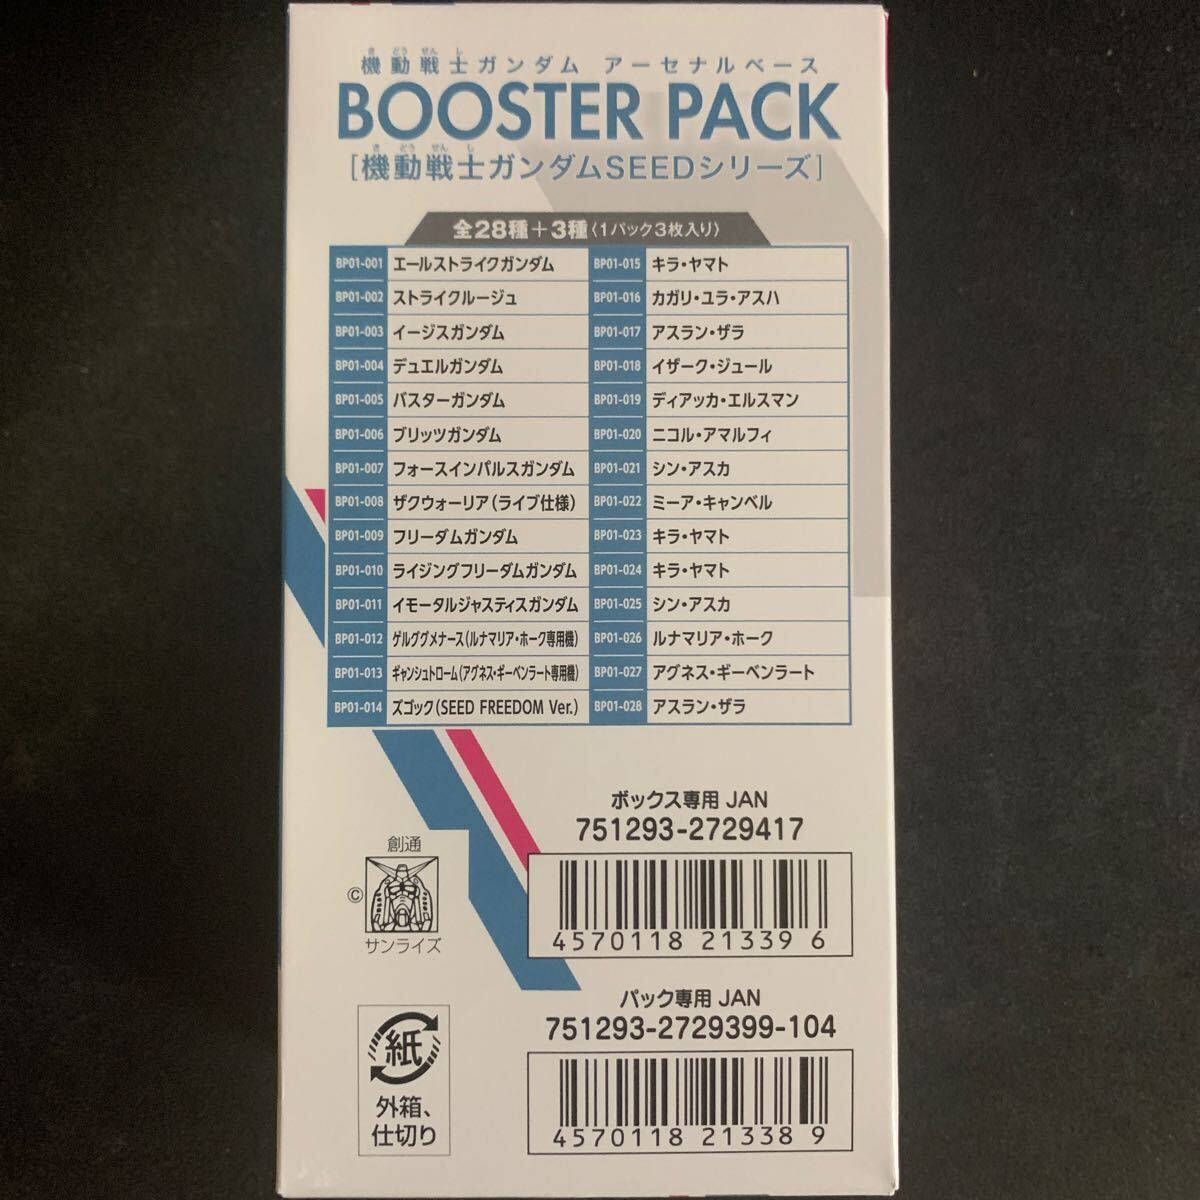 きどうせんし
機動戦士ガンダム アーセナルベース
BOOSTER PACK
きどうせんし
[機動戦士ガンダムSEEDシリーズ]
全28種+3種〈1パック3枚入り〉
BP01-001 エールストライクガンダム BP01-015 キラ・ヤマト
BP01-002 ストライクルージュ BP01-016 カガリ・ユラ・アスハ
BP01-003 イージスガンダム BP01-017 アスラン・ザラ
BP01-004 デュエルガンダム BP01-018 イザーク・ジュール
BP01-005 バスターガンダム BP01-019 ディアッカ・エルスマン
BP01-006 ブリッツガンダム BP01-020 ニコル・アマルフィ
BP01-007 フォースインパルスガンダム BP01-021 シン・アスカ
BP01-008 ザクウォーリア(ライブ仕様) BP01-022 ミーア・キャンベル
BP01-009 フリーダムガンダム BP01-023 キラ・ヤマト
BP01-010 ライジングフリーダムガンダム BP01-024 キラ・ヤマト
BP01-011 イモータルジャスティスガンダム BP01-025 シン・アスカ
BP01-012 ゲルググメナース(ルナマリア・ホーク専用機) BP01-026 ルナマリア・ホーク
BP01-013 ギャンシュトローム(アグネス・ギーベンラート専用機) BP01-027 アグネス・ギーベンラート
BP01-014 ズゴック(SEED FREEDOM Ver.) BP01-028 アスラン・ザラ
ボックス専用 JAN
751293-2729417
4570118 213396
創通
©
サンライズ
パック専用 JAN
751293-2729399-104
4570118 213389
紙
外箱、
仕切り